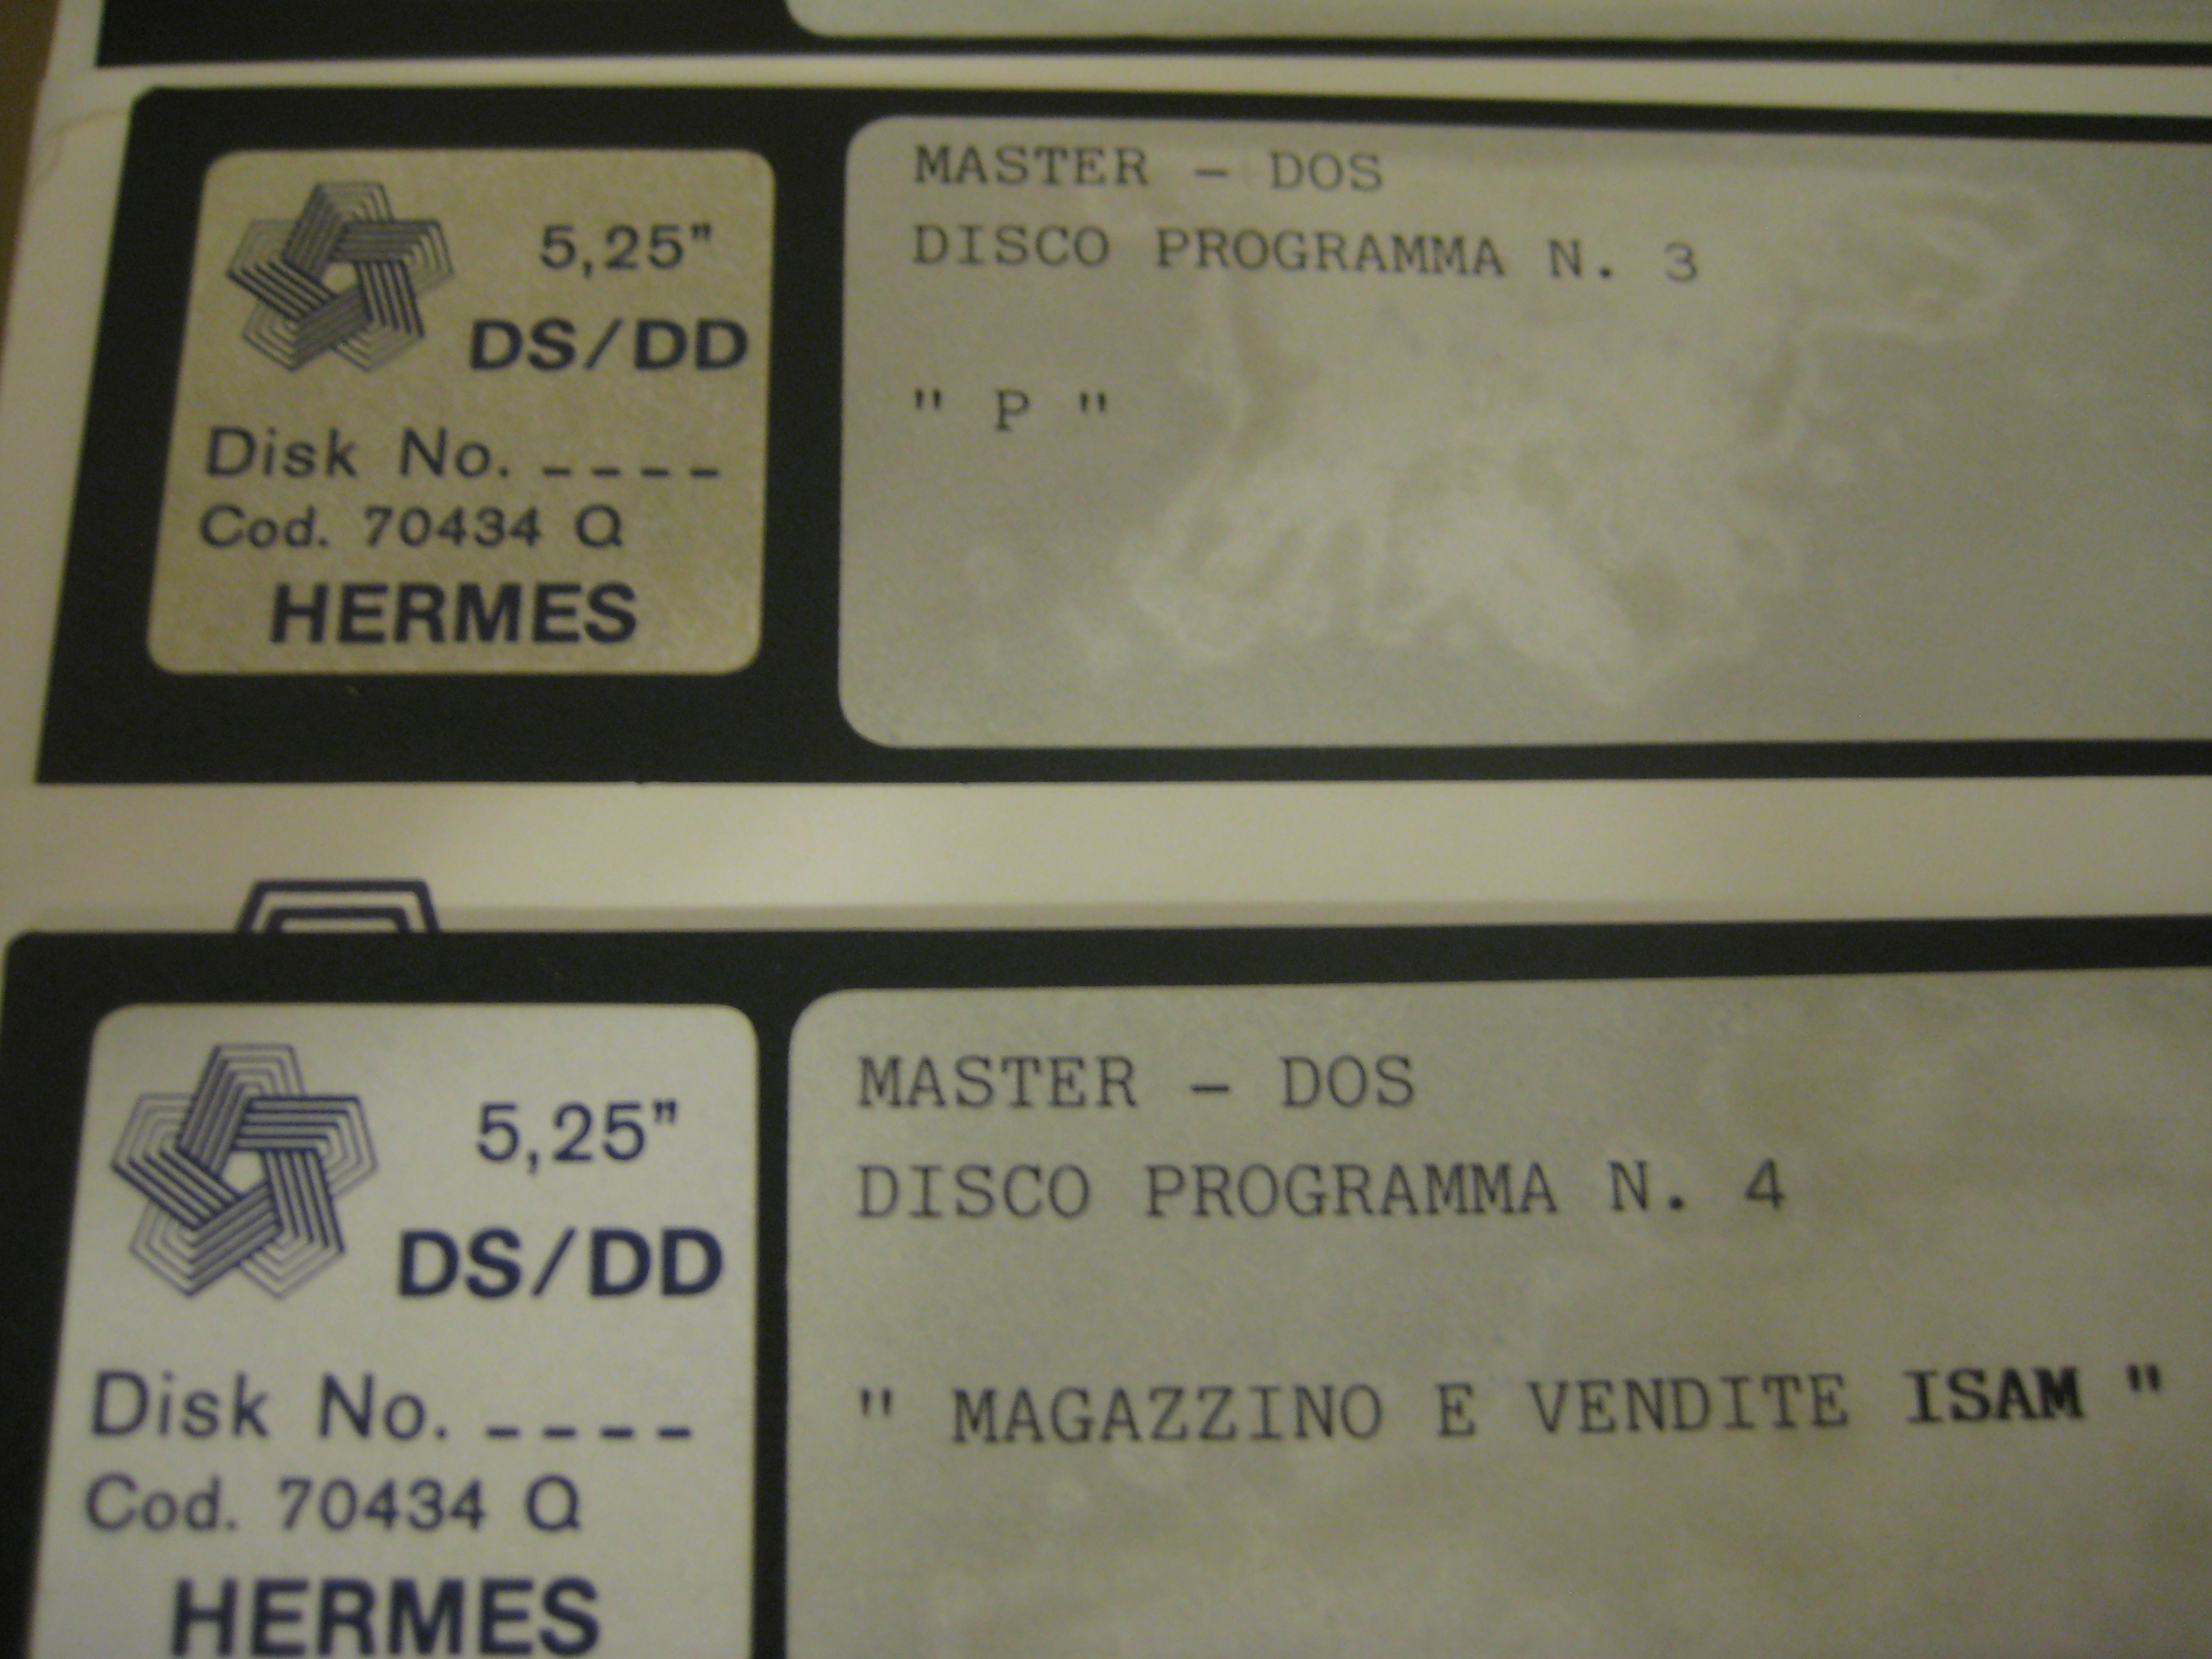 5,25"
DS/DD
Disk No. _ _ _ _
Cod. 70434 Q
HERMES
MASTER - DOS
DISCO PROGRAMMA N. 3
" P "
5,25"
DS/DD
Disk No. _ _ _ _
Cod. 70434 Q
HERMES
MASTER - DOS
DISCO PROGRAMMA N. 4
" MAGAZZINO E VENDITE ISAM "